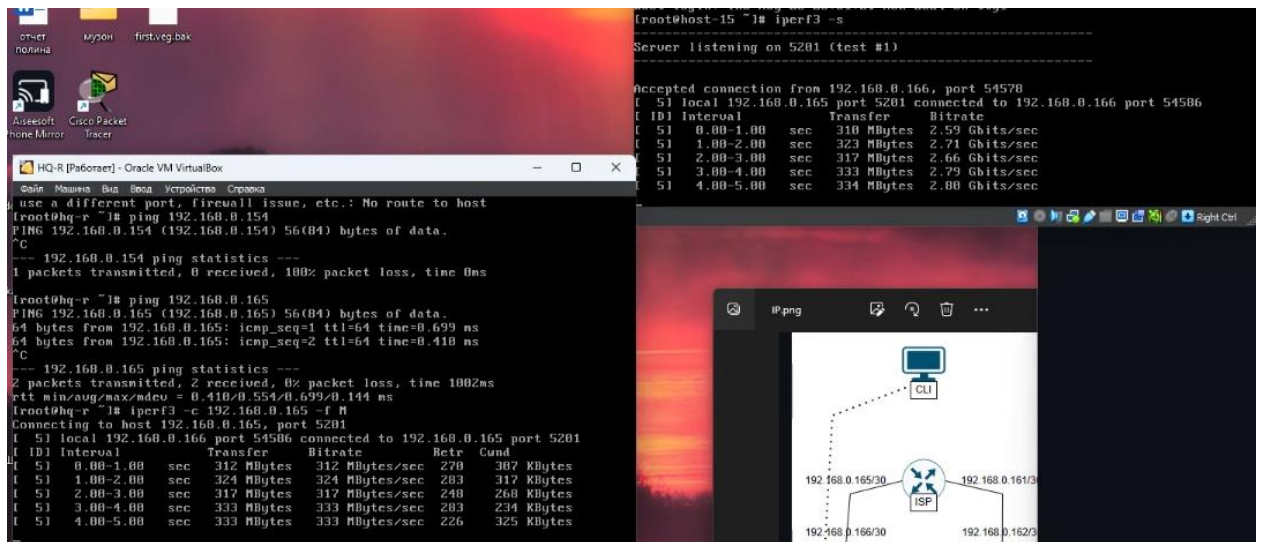 отчет
полина
музон
first.veg.bak
Aiseesoft
Phone Mirror
Cisco Packet
Tracer
HQ-R [Работает] - Oracle VM VirtualBox
Файл Машина Вид Ввод Устройства Справка
use a different port, firewall issue, etc.: No route to host
[root@hq-r ~]# ping 192.168.0.154
PING 192.168.0.154 (192.168.0.154) 56(84) bytes of data.
^C
--- 192.168.0.154 ping statistics ---
1 packets transmitted, 0 received, 100% packet loss, time 0ms
[root@hq-r ~]# ping 192.168.0.165
PING 192.168.0.165 (192.168.0.165) 56(84) bytes of data.
64 bytes from 192.168.0.165: icmp_seq=1 ttl=64 time=0.699 ms
64 bytes from 192.168.0.165: icmp_seq=2 ttl=64 time=0.410 ms
^C
--- 192.168.0.165 ping statistics ---
2 packets transmitted, 2 received, 0% packet loss, time 1002ms
rtt min/avg/max/mdev = 0.410/0.554/0.699/0.144 ms
[root@hq-r ~]# iperf3 -c 192.168.0.165 -f M
Connecting to host 192.168.0.165, port 5201
[ 5] local 192.168.0.166 port 54586 connected to 192.168.0.165 port 5201
[ ID] Interval Transfer Bitrate Retr Cwnd
[ 5] 0.00-1.00 sec 312 MBytes 312 MBytes/sec 270 307 KBytes
[ 5] 1.00-2.00 sec 324 MBytes 324 MBytes/sec 203 317 KBytes
[ 5] 2.00-3.00 sec 317 MBytes 317 MBytes/sec 248 268 KBytes
[ 5] 3.00-4.00 sec 333 MBytes 333 MBytes/sec 203 234 KBytes
[ 5] 4.00-5.00 sec 333 MBytes 333 MBytes/sec 226 325 KBytes
[root@host-15 ~]# iperf3 -s
Server listening on 5201 (test #1)
Accepted connection from 192.168.0.166, port 54578
[ 5] local 192.168.0.165 port 5201 connected to 192.168.0.166 port 54586
[ ID] Interval Transfer Bitrate
[ 5] 0.00-1.00 sec 310 MBytes 2.59 Gbits/sec
[ 5] 1.00-2.00 sec 323 MBytes 2.71 Gbits/sec
[ 5] 2.00-3.00 sec 317 MBytes 2.66 Gbits/sec
[ 5] 3.00-4.00 sec 333 MBytes 2.79 Gbits/sec
[ 5] 4.00-5.00 sec 334 MBytes 2.80 Gbits/sec
Right Ctrl
IP.png
CLI
192.168.0.165/30
192.168.0.161/3
ISP
192.168.0.166/30
192.168.0.162/3